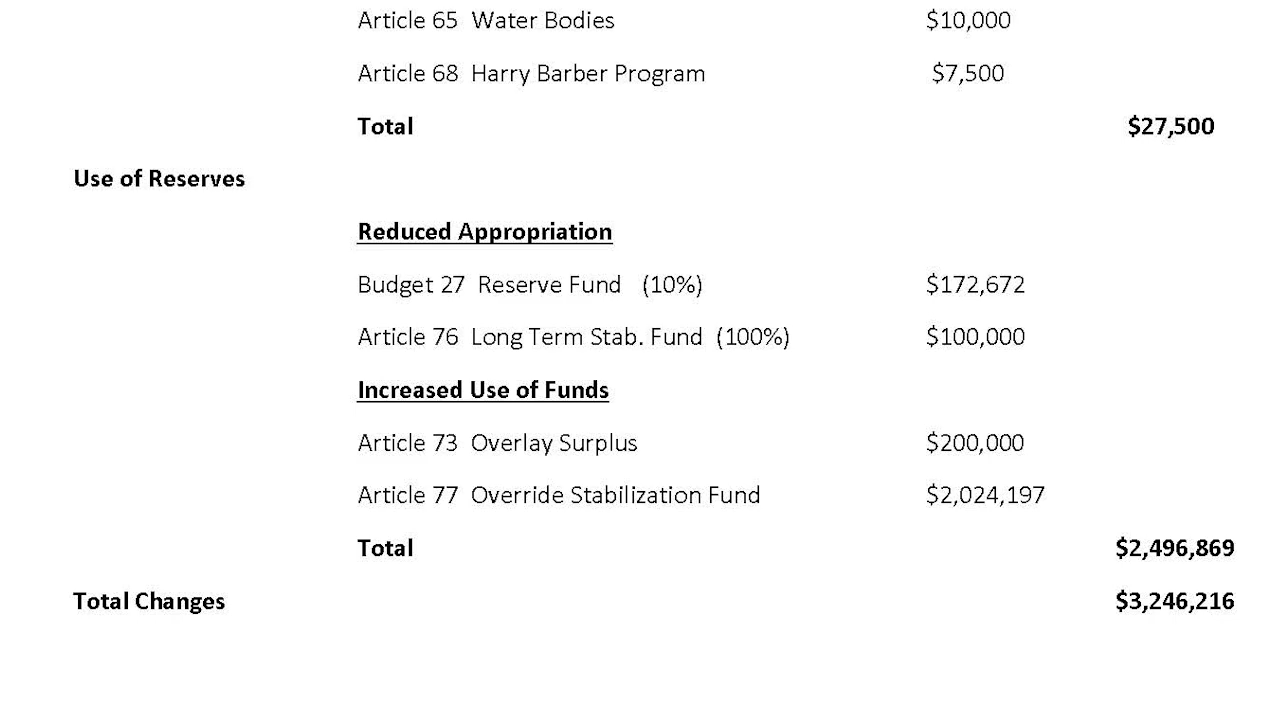 Article 65  Water Bodies $10,000
Article 68  Harry Barber Program $7,500
Total $27,500
Use of Reserves
Reduced Appropriation
Budget 27  Reserve Fund  (10%) $172,672
Article 76  Long Term Stab. Fund  (100%) $100,000
Increased Use of Funds
Article 73  Overlay Surplus $200,000
Article 77  Override Stabilization Fund $2,024,197
Total $2,496,869
Total Changes $3,246,216